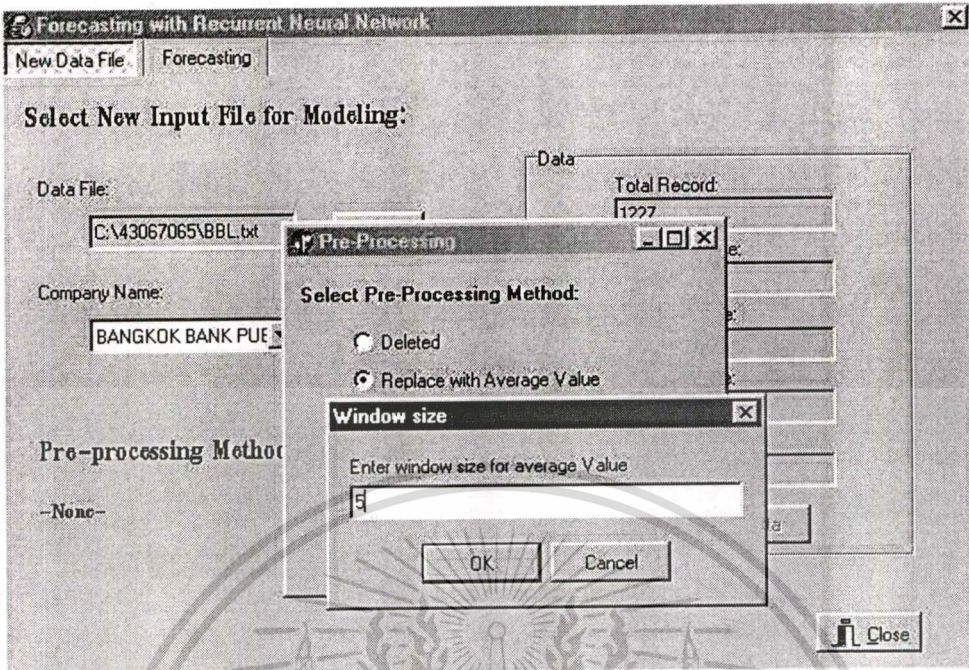 Forecasting with Recurrent Neural Network
New Data File
Forecasting
Select New Input File for Modeling:
Data File:
C:\43067065\BBL.txt
Company Name:
BANGKOK BANK PUB
Pre-processing Method
-None-
Data
Total Record:
1227
e:
e:
e:
Pre-Processing
Select Pre-Processing Method:
Deleted
Replace with Average Value
Window size
Enter window size for average Value
5
OK
Cancel
Close